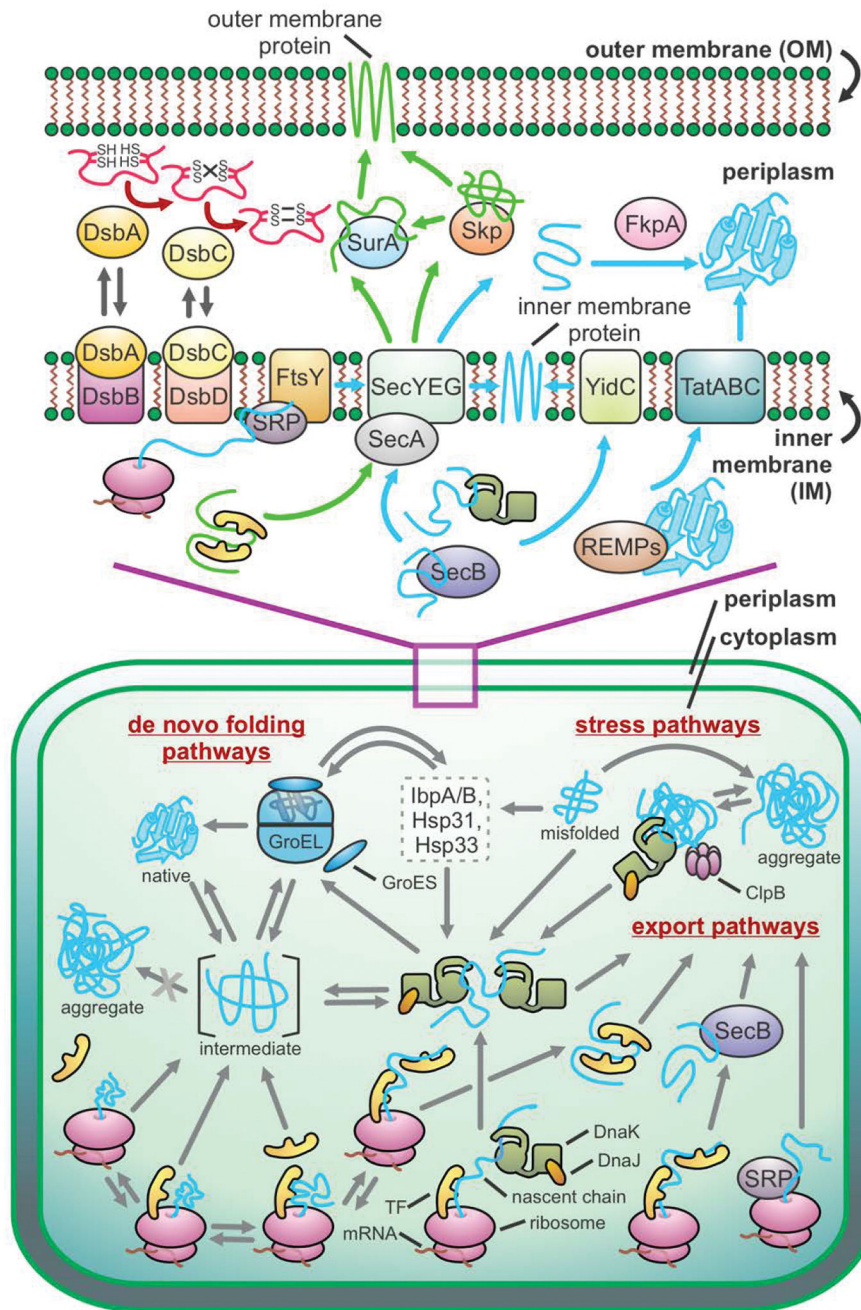 outer membrane
protein
outer membrane (OM)
SH HS
SH HS
S S
S S
S S
S S
periplasm
DsbA
DsbC
SurA
Skp
FkpA
inner membrane
protein
DsbA
DsbB
DsbC
DsbD
FtsY
SecYEG
YidC
TatABC
SRP
SecA
inner
membrane
(IM)
SecB
REMPs
periplasm
cytoplasm
de novo folding
pathways
stress pathways
GroEL
IbpA/B,
Hsp31,
Hsp33
misfolded
aggregate
native
GroES
ClpB
export pathways
aggregate
intermediate
SecB
DnaK
DnaJ
TF
nascent chain
mRNA
ribosome
SRP